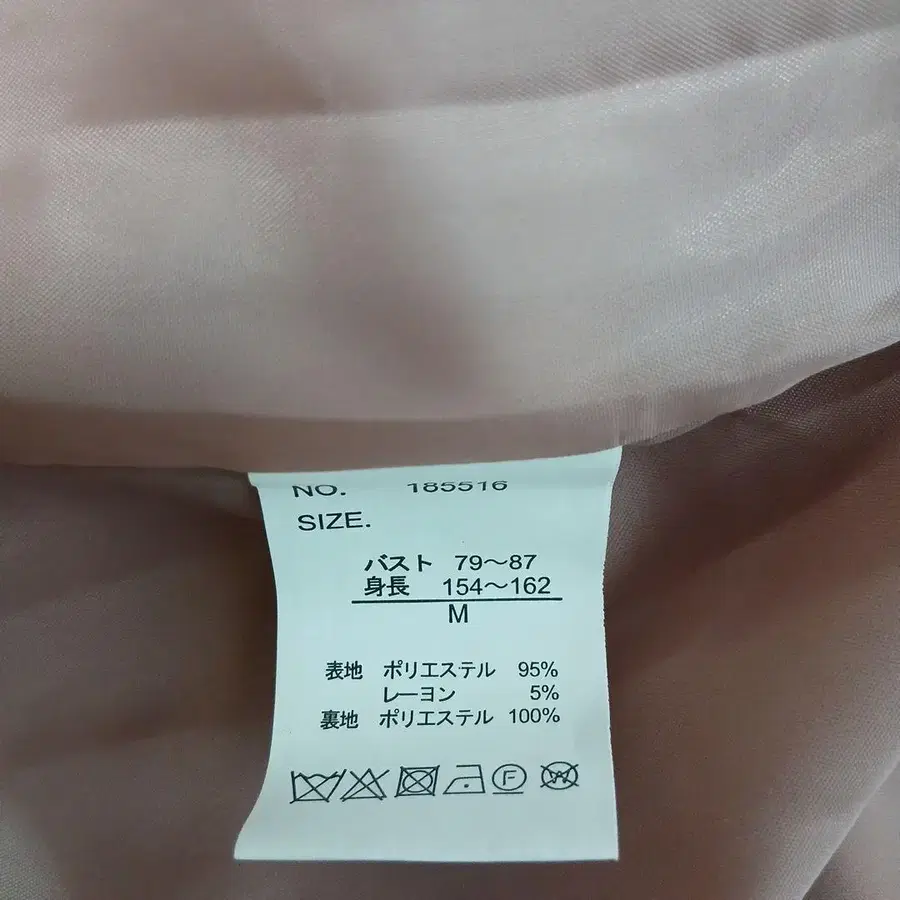 NO. 185516
SIZE.
バスト 79～87
身長 154～162
M
表地 ポリエステル 95%
レーヨン 5%
裏地 ポリエステル 100%
F W